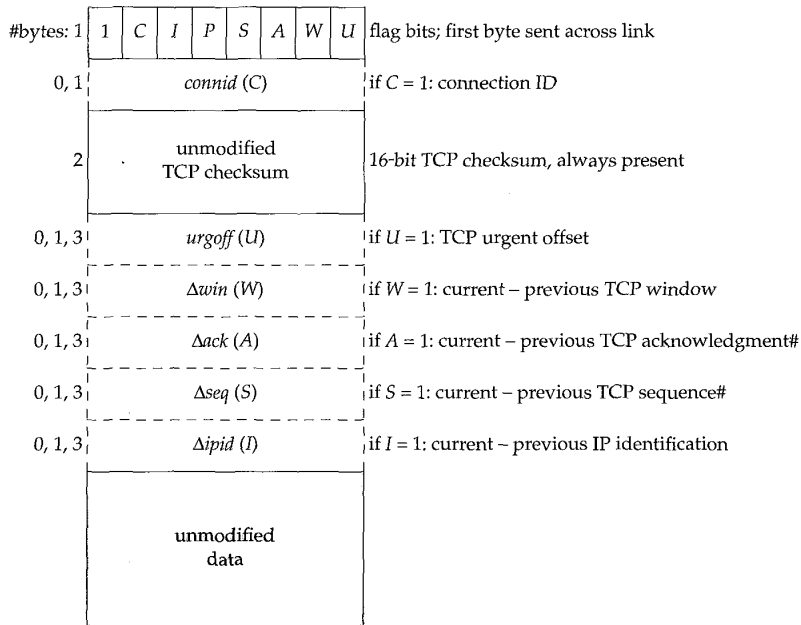 #bytes: 1 1 C I P S A W U flag bits; first byte sent across link
0, 1 connid (C) if C = 1: connection ID
unmodified
2 TCP checksum 16-bit TCP checksum, always present
0, 1, 3 urgoff (U) if U = 1: TCP urgent offset
0, 1, 3 Δwin (W) if W = 1: current – previous TCP window
0, 1, 3 Δack (A) if A = 1: current – previous TCP acknowledgment#
0, 1, 3 Δseq (S) if S = 1: current – previous TCP sequence#
0, 1, 3 Δipid (I) if I = 1: current – previous IP identification
unmodified
data